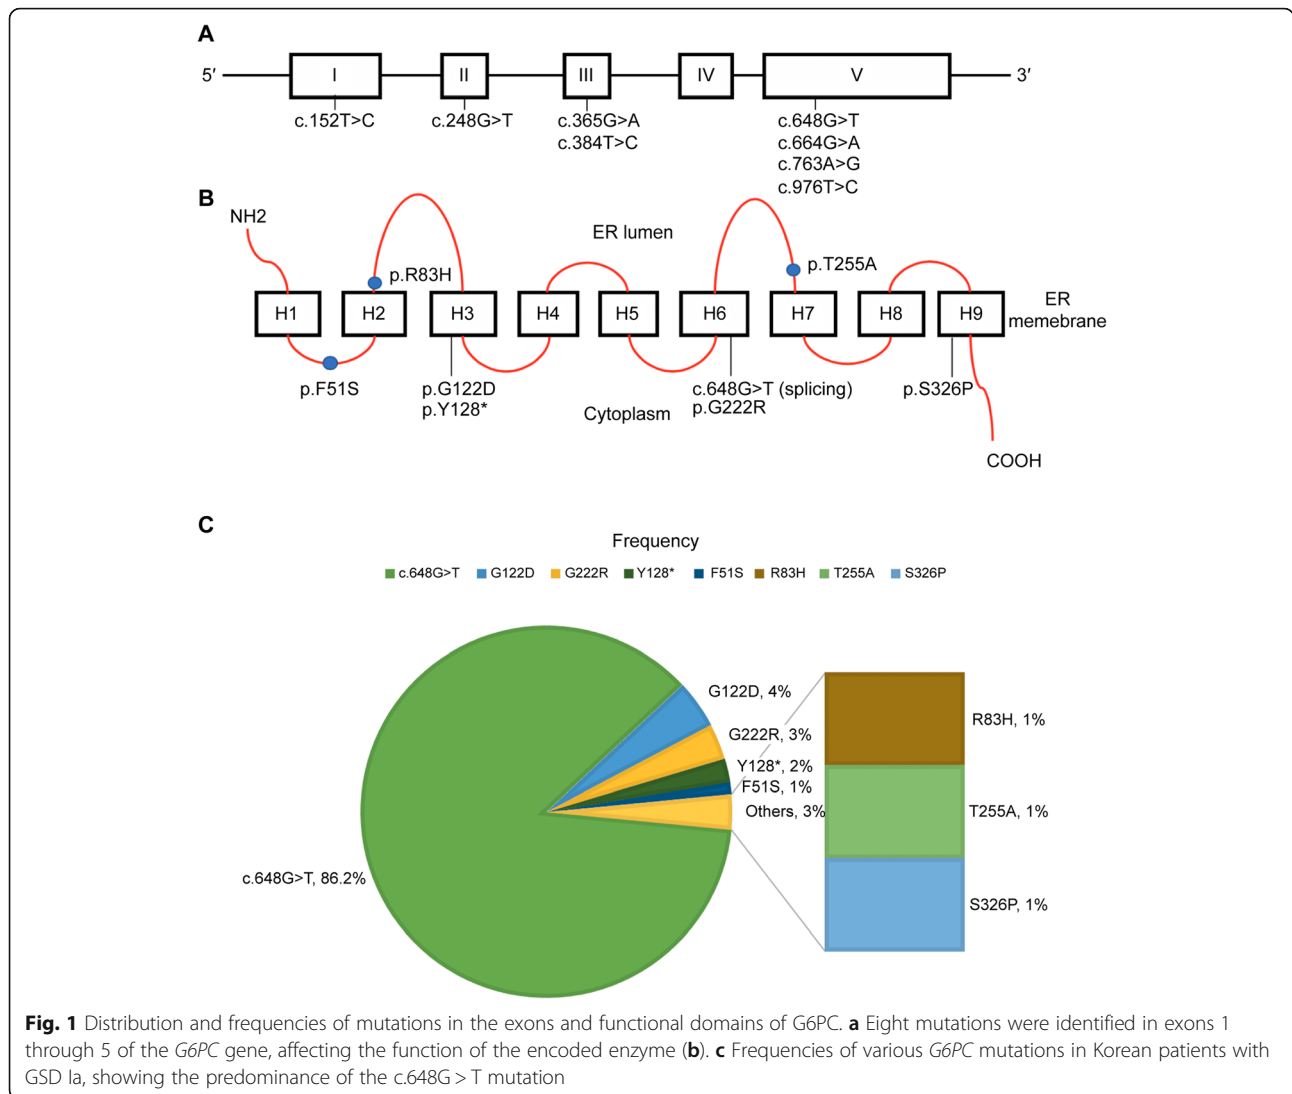 A
5′ I II III IV V 3′
c.152T>C c.248G>T c.365G>A c.648G>T
c.384T>C c.664G>A
c.763A>G
c.976T>C
B
NH2
ER lumen
p.R83H p.T255A
H1 H2 H3 H4 H5 H6 H7 H8 H9 ER
memebrane
p.F51S p.G122D c.648G>T (splicing) p.S326P
p.Y128* p.G222R
Cytoplasm
COOH
C
Frequency
c.648G>T G122D G222R Y128* F51S R83H T255A S326P
G122D, 4%
G222R, 3%
Y128*, 2%
F51S, 1%
Others, 3%
c.648G>T, 86.2%
R83H, 1%
T255A, 1%
S326P, 1%
Fig. 1 Distribution and frequencies of mutations in the exons and functional domains of G6PC. a Eight mutations were identified in exons 1
through 5 of the G6PC gene, affecting the function of the encoded enzyme (b). c Frequencies of various G6PC mutations in Korean patients with
GSD Ia, showing the predominance of the c.648G > T mutation